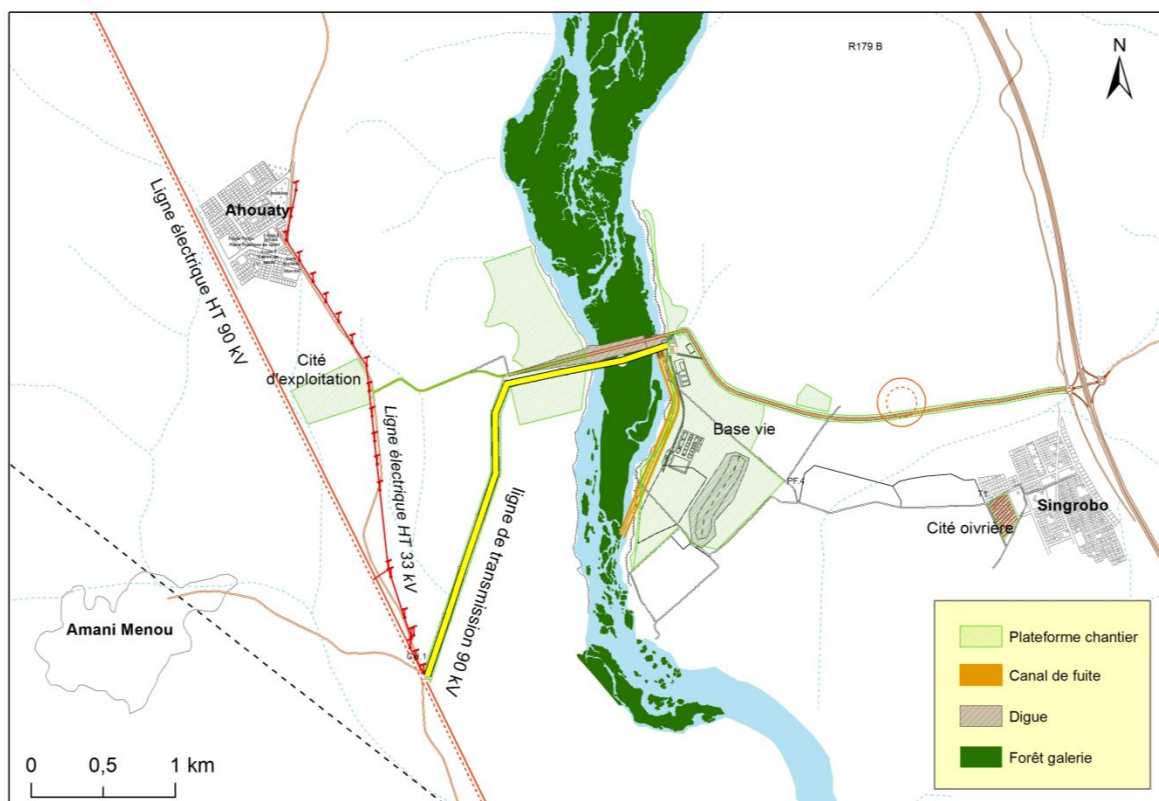 R179 B
N
Ahouaty
Ligne électrique HT 90 kV
Cité
d'exploitation
Ligne électrique HT 33 kV
ligne de transmission 90 kV
Base vie
PF.4
T1
Singrobo
Cité oivrière
Amani Menou
Plateforme chantier
Canal de fuite
Digue
Forêt galerie
0 0,5 1 km